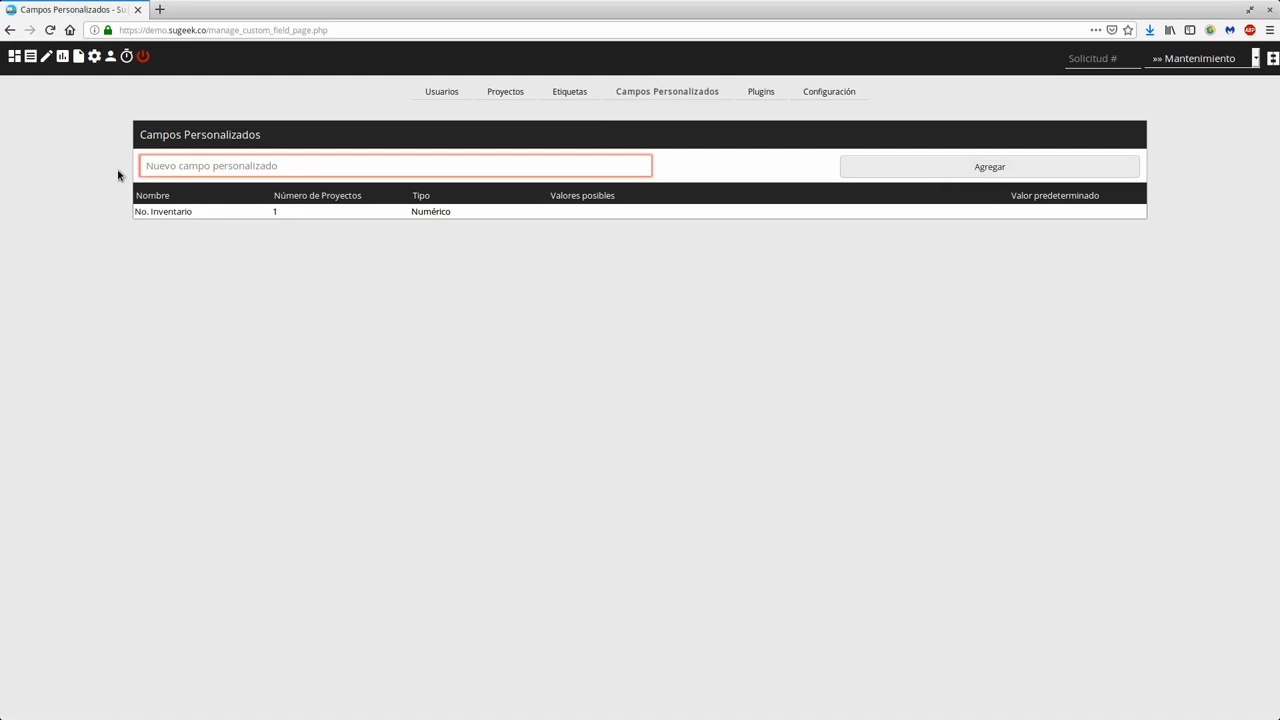 Campos Personalizados - Su
https://demo.sugeek.co/manage_custom_field_page.php
Solicitud #
»» Mantenimiento
Usuarios
Proyectos
Etiquetas
Campos Personalizados
Plugins
Configuración
Campos Personalizados
Nuevo campo personalizado
Agregar
Nombre Número de Proyectos Tipo Valores posibles Valor predeterminado
No. Inventario 1 Numérico